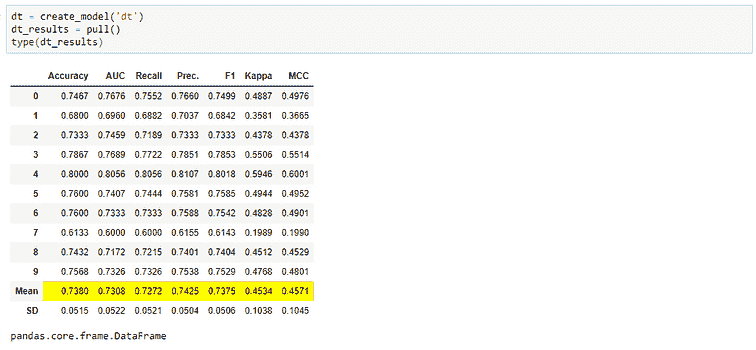 dt = create_model('dt')
dt_results = pull()
type(dt_results)
Accuracy AUC Recall Prec. F1 Kappa MCC
0 0.7467 0.7676 0.7552 0.7660 0.7499 0.4887 0.4976
1 0.6800 0.6960 0.6882 0.7037 0.6842 0.3581 0.3665
2 0.7333 0.7459 0.7189 0.7333 0.7333 0.4378 0.4378
3 0.7867 0.7689 0.7722 0.7851 0.7853 0.5506 0.5514
4 0.8000 0.8056 0.8056 0.8107 0.8018 0.5946 0.6001
5 0.7600 0.7407 0.7444 0.7581 0.7585 0.4944 0.4952
6 0.7600 0.7333 0.7333 0.7588 0.7542 0.4828 0.4901
7 0.6133 0.6000 0.6000 0.6155 0.6143 0.1989 0.1990
8 0.7432 0.7172 0.7215 0.7401 0.7404 0.4512 0.4529
9 0.7568 0.7326 0.7326 0.7538 0.7529 0.4768 0.4801
Mean 0.7380 0.7308 0.7272 0.7425 0.7375 0.4534 0.4571
SD 0.0515 0.0522 0.0521 0.0504 0.0506 0.1038 0.1045
pandas.core.frame.DataFrame